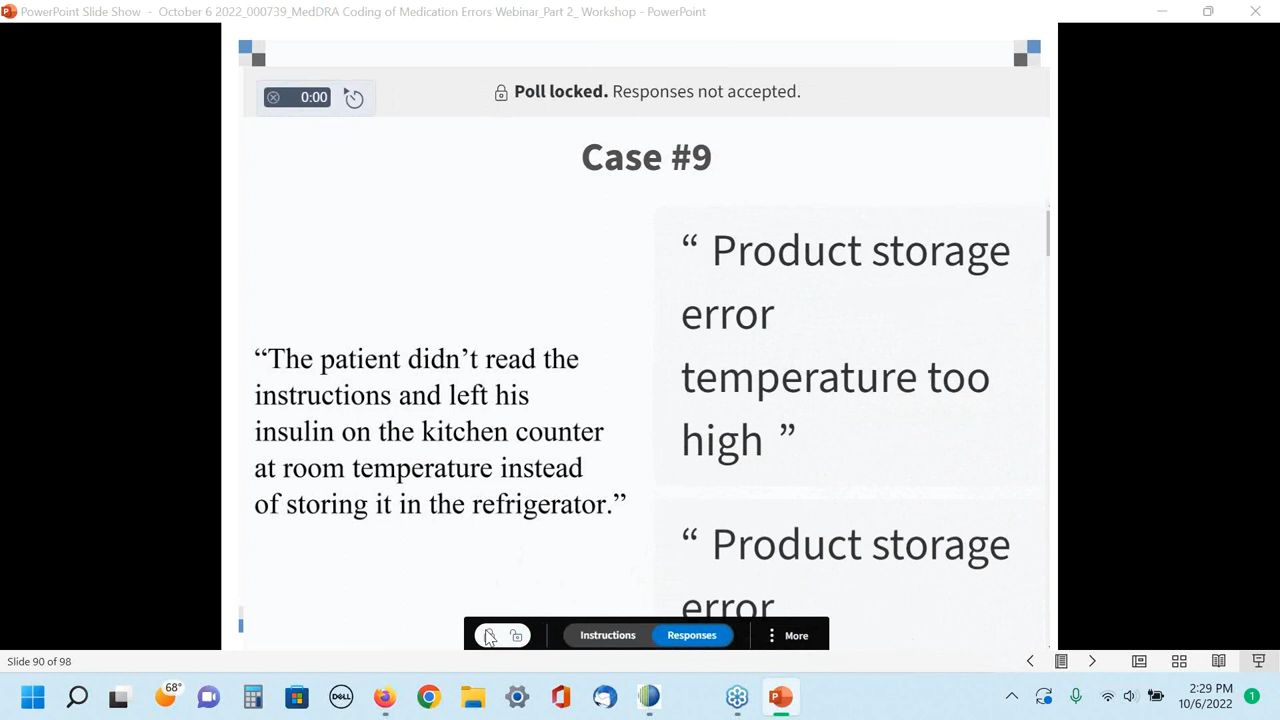 PowerPoint Slide Show - October 6 2022_000739_MedDRA Coding of Medication Errors Webinar_Part 2_ Workshop - PowerPoint
0:00
Poll locked. Responses not accepted.
Case #9
“The patient didn’t read the
instructions and left his
insulin on the kitchen counter
at room temperature instead
of storing it in the refrigerator.”
“ Product storage
error
temperature too
high ”
“ Product storage
error
Instructions
Responses
More
Slide 90 of 98
68°
DELL
2:29 PM
10/6/2022
1